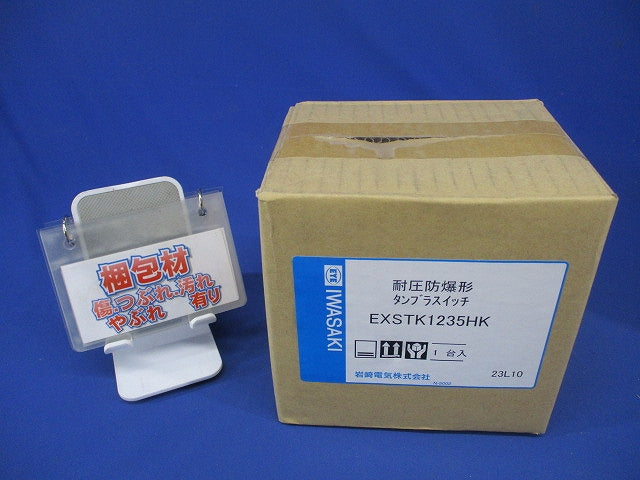 梱包材
傷・つぶれ・汚れ
やぶれ 有り
EYE
IWASAKI
耐圧防爆形
タンブラスイッチ
EXSTK1235HK
1台入
岩崎電気株式会社
23L10
N-5002